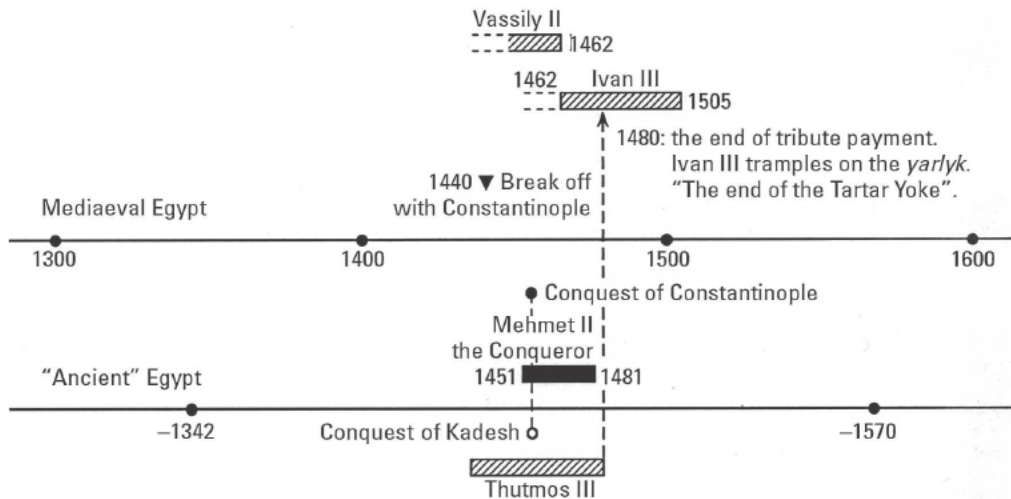 Vassily II
1462
1462 Ivan III
1505
1480: the end of tribute payment.
Ivan III tramples on the yarlyk.
“The end of the Tartar Yoke”.
1440 ▼ Break off
with Constantinople
Mediaeval Egypt
1300 1400 1500 1600
Conquest of Constantinople
Mehmet II
the Conqueror
“Ancient” Egypt
1451 1481
–1342 –1570
Conquest of Kadesh
Thutmos III